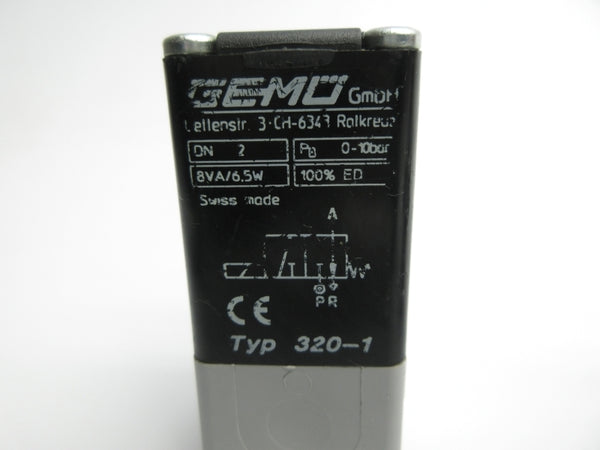 GEMÜ GmbH
Lettenstr. 3·CH-6343 Rotkreuz
DN 2 P₀ 0-10bar
8VA/6,5W 100% ED
Swiss made
A
P R
CE
Typ 320-1